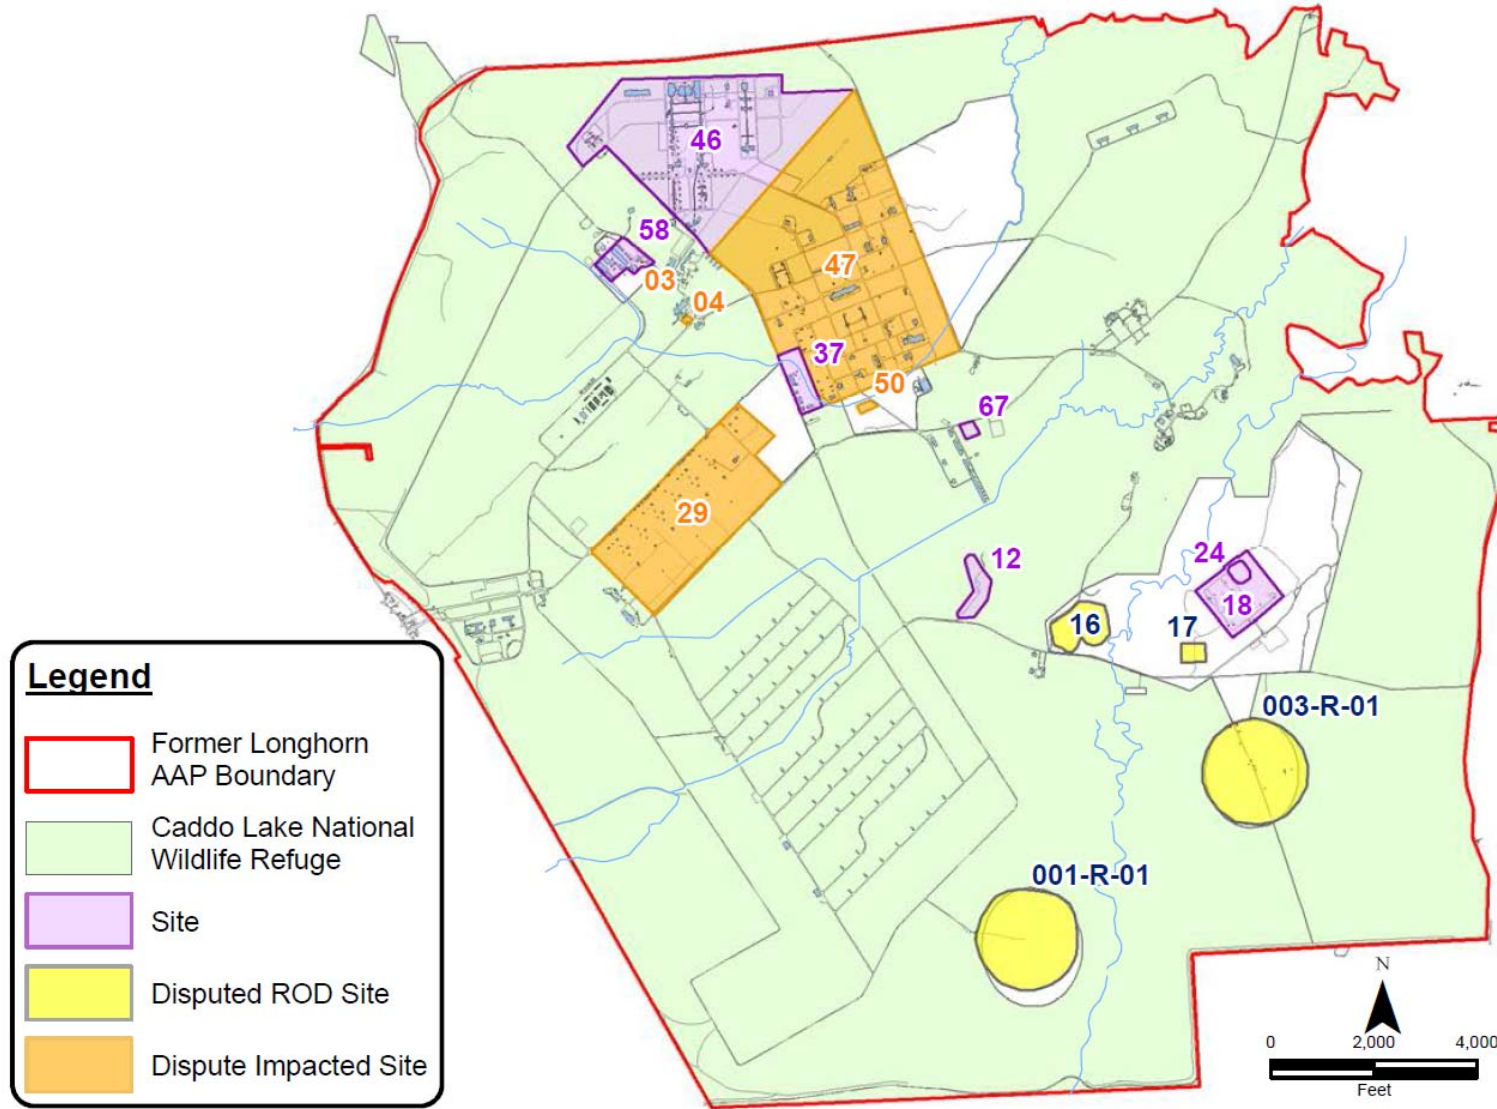 46
58
03
04
47
37
50
67
29
12
24
18
16
17
003-R-01
001-R-01
Legend
Former Longhorn
AAP Boundary
Caddo Lake National
Wildlife Refuge
Site
Disputed ROD Site
Dispute Impacted Site
N
0 2,000 4,000
Feet